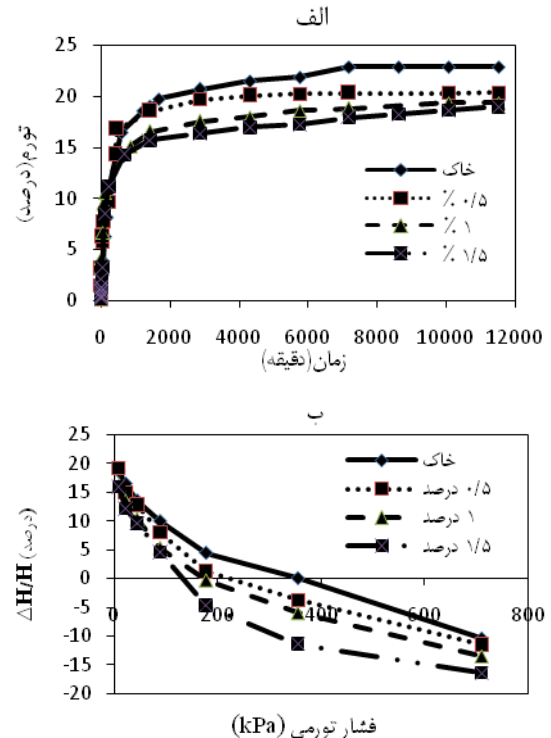 الف
تورم(درصد)
25
20
15
10
5
0
خاک
% ۰/۵
% ۱
% ۱/۵
0 2000 4000 6000 8000 10000 12000
زمان(دقیقه)
ب
ΔH/H (درصد)
25
20
15
10
5
0
-5
-10
-15
-20
خاک
۰/۵ درصد
۱ درصد
۱/۵ درصد
0 200 400 600 800
فشار تورمی (kPa)